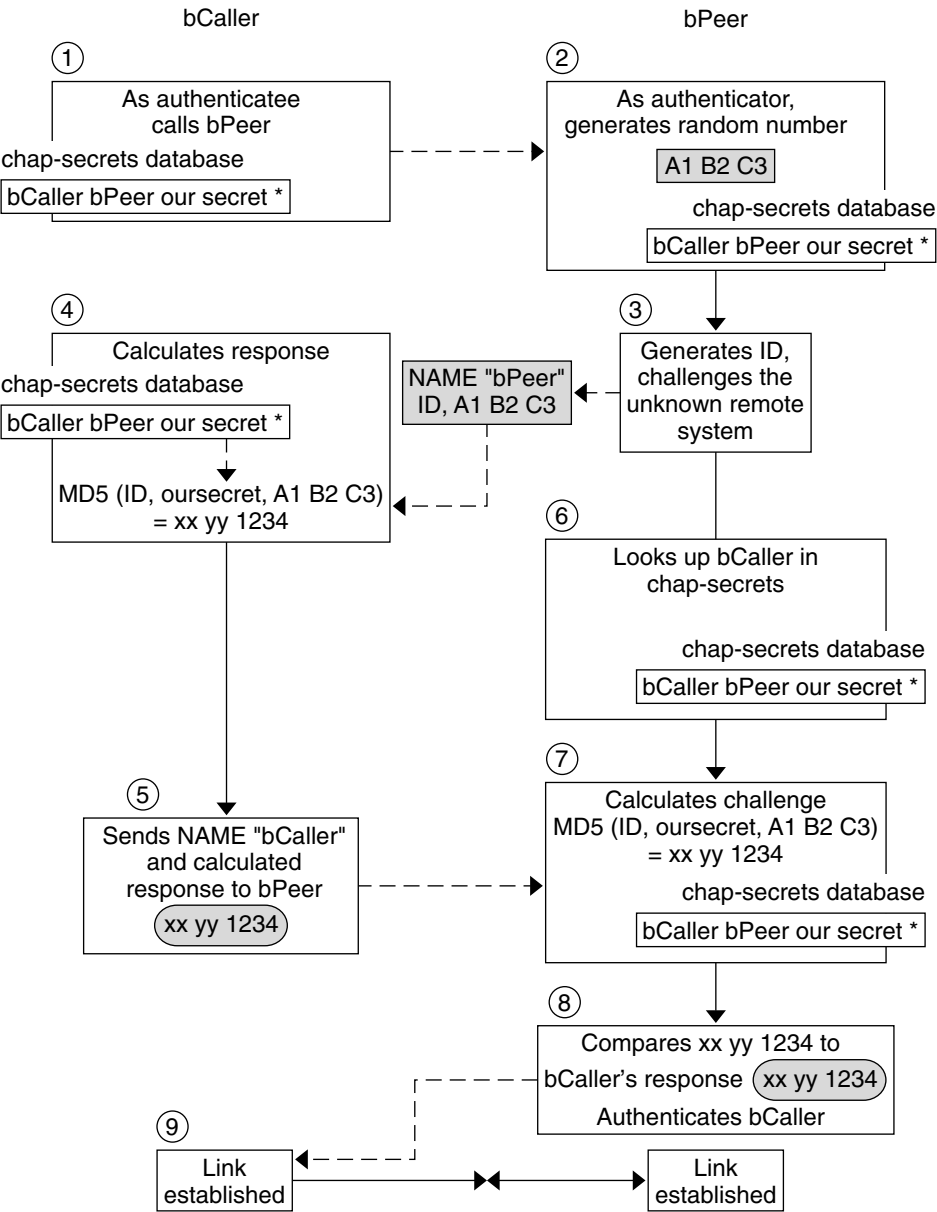 bCaller
bPeer
1
As authenticatee
calls bPeer
chap-secrets database
bCaller bPeer our secret *
2
As authenticator,
generates random number
A1 B2 C3
chap-secrets database
bCaller bPeer our secret *
3
Generates ID,
challenges the
unknown remote
system
NAME "bPeer"
ID, A1 B2 C3
4
Calculates response
chap-secrets database
bCaller bPeer our secret *
MD5 (ID, oursecret, A1 B2 C3)
= xx yy 1234
5
Sends NAME "bCaller"
and calculated
response to bPeer
xx yy 1234
6
Looks up bCaller in
chap-secrets
chap-secrets database
bCaller bPeer our secret *
7
Calculates challenge
MD5 (ID, oursecret, A1 B2 C3)
= xx yy 1234
chap-secrets database
bCaller bPeer our secret *
8
Compares xx yy 1234 to
bCaller's response xx yy 1234
Authenticates bCaller
9
Link
established
Link
established